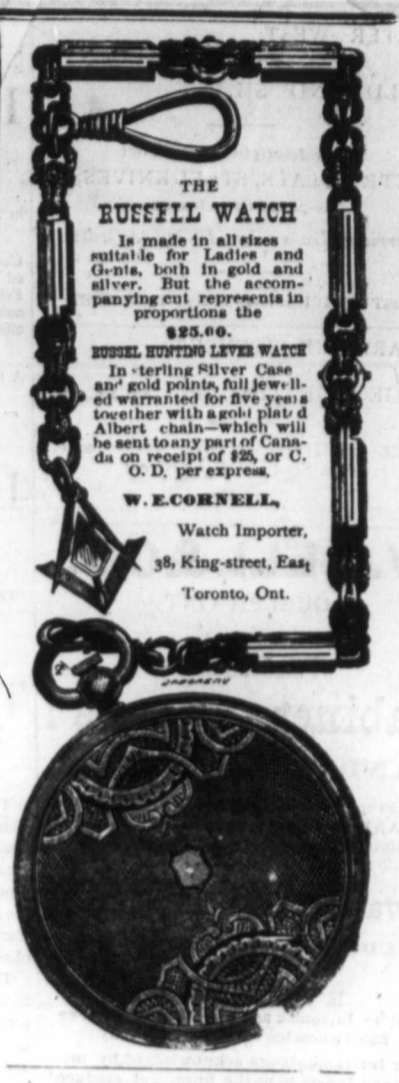 THE
RUSSELL WATCH
Is made in all sizes
suitable for Ladies and
Gents, both in gold and
silver. But the accom-
panying cut represents in
proportions the
$25.00.
RUSSEL HUNTING LEVER WATCH
In sterling Silver Case
and gold points, full jewell-
ed warranted for five years
together with a gold plated
Albert chain—which will
be sent to any part of Cana-
da on receipt of $25, or C.
O. D. per express.
W. E. CORNELL,
Watch Importer,
38, King-street, East
Toronto, Ont.